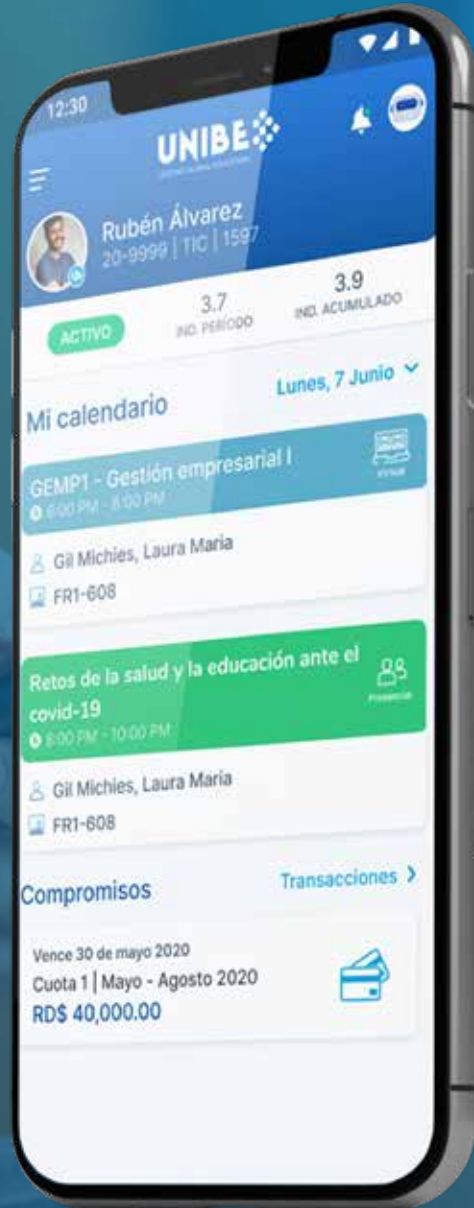 12:30
UNIBE
Rubén Álvarez
20-9999 | TIC | 1597
ACTIVO
3.7
IND. PERÍODO
3.9
IND. ACUMULADO
Mi calendario
Lunes, 7 Junio
GEMP1 - Gestión empresarial I
6:00 PM - 8:00 PM
Virtual
Gil Michies, Laura Maria
FR1-608
Retos de la salud y la educación ante el
covid-19
8:00 PM - 10:00 PM
Presencial
Gil Michies, Laura Maria
FR1-608
Compromisos
Transacciones
Vence 30 de mayo 2020
Cuota 1 | Mayo - Agosto 2020
RD$ 40,000.00